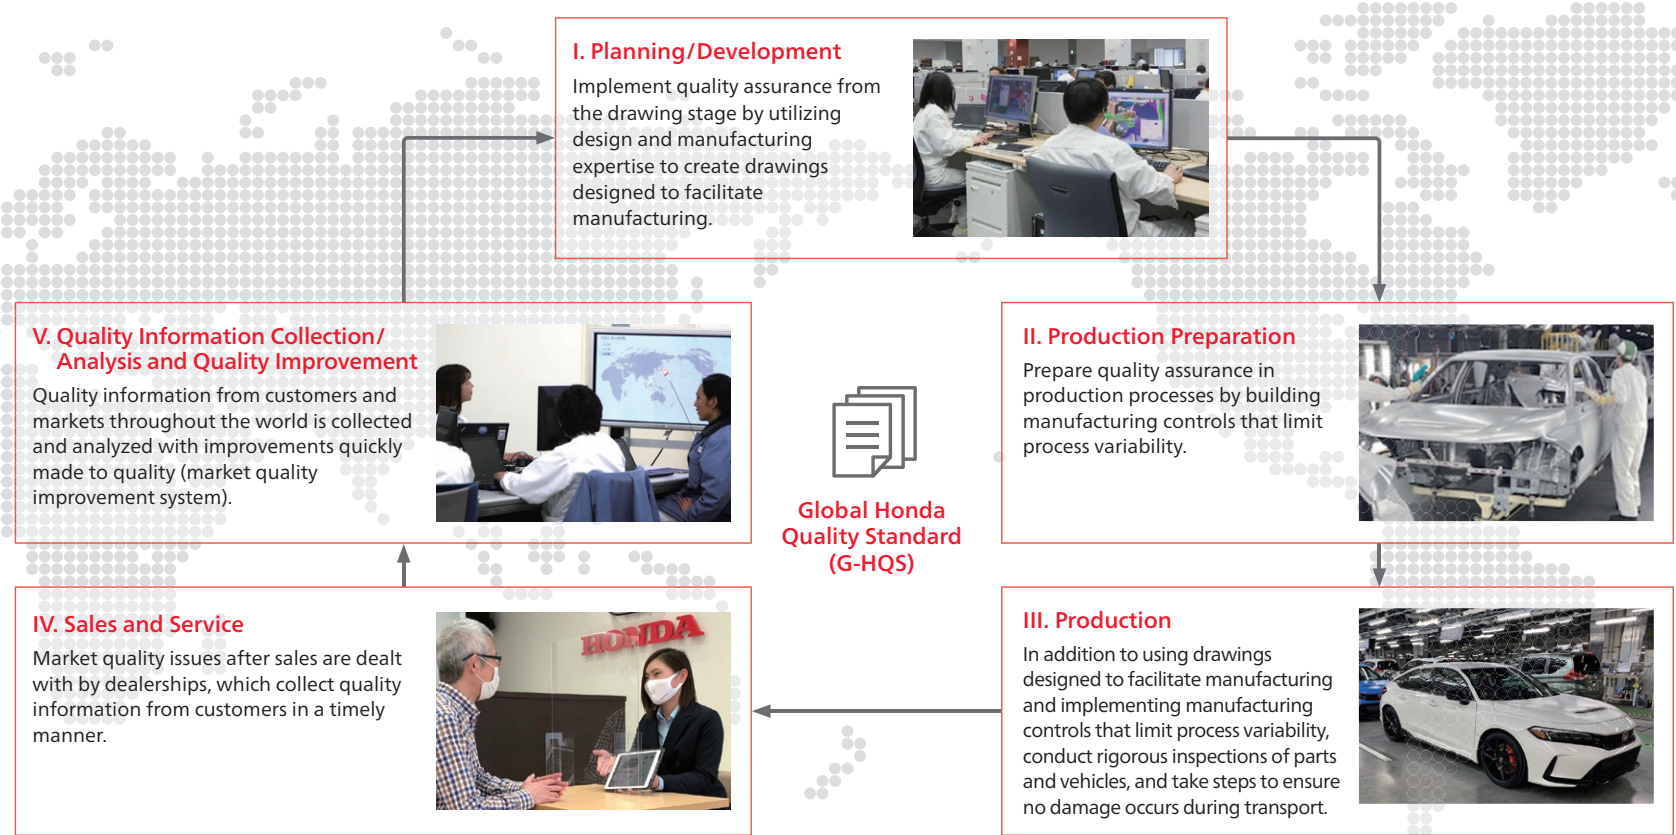 I. Planning/Development
Implement quality assurance from
the drawing stage by utilizing
design and manufacturing
expertise to create drawings
designed to facilitate
manufacturing.
II. Production Preparation
Prepare quality assurance in
production processes by building
manufacturing controls that limit
process variability.
III. Production
In addition to using drawings
designed to facilitate manufacturing
and implementing manufacturing
controls that limit process variability,
conduct rigorous inspections of parts
and vehicles, and take steps to ensure
no damage occurs during transport.
IV. Sales and Service
Market quality issues after sales are dealt
with by dealerships, which collect quality
information from customers in a timely
manner.
HONDA
V. Quality Information Collection/
Analysis and Quality Improvement
Quality information from customers and
markets throughout the world is collected
and analyzed with improvements quickly
made to quality (market quality
improvement system).
Global Honda
Quality Standard
(G-HQS)